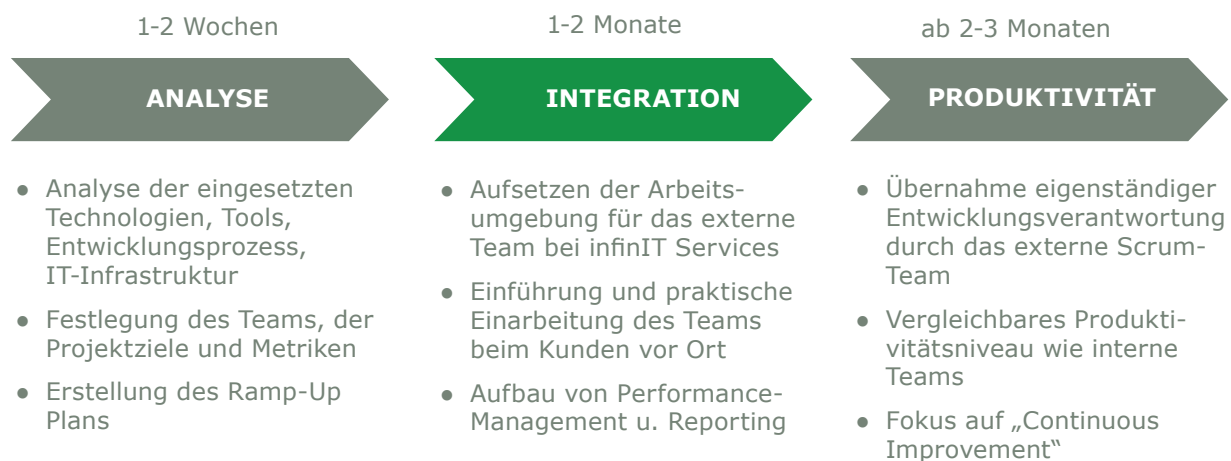 1-2 Wochen
ANALYSE
● Analyse der eingesetzten
Technologien, Tools,
Entwicklungsprozess,
IT-Infrastruktur
● Festlegung des Teams, der
Projektziele und Metriken
● Erstellung des Ramp-Up
Plans
1-2 Monate
INTEGRATION
● Aufsetzen der Arbeits-
umgebung für das externe
Team bei infinIT Services
● Einführung und praktische
Einarbeitung des Teams
beim Kunden vor Ort
● Aufbau von Performance-
Management u. Reporting
ab 2-3 Monaten
PRODUKTIVITÄT
● Übernahme eigenständiger
Entwicklungsverantwortung
durch das externe Scrum-
Team
● Vergleichbares Produkti-
vitätsniveau wie interne
Teams
● Fokus auf „Continuous
Improvement“